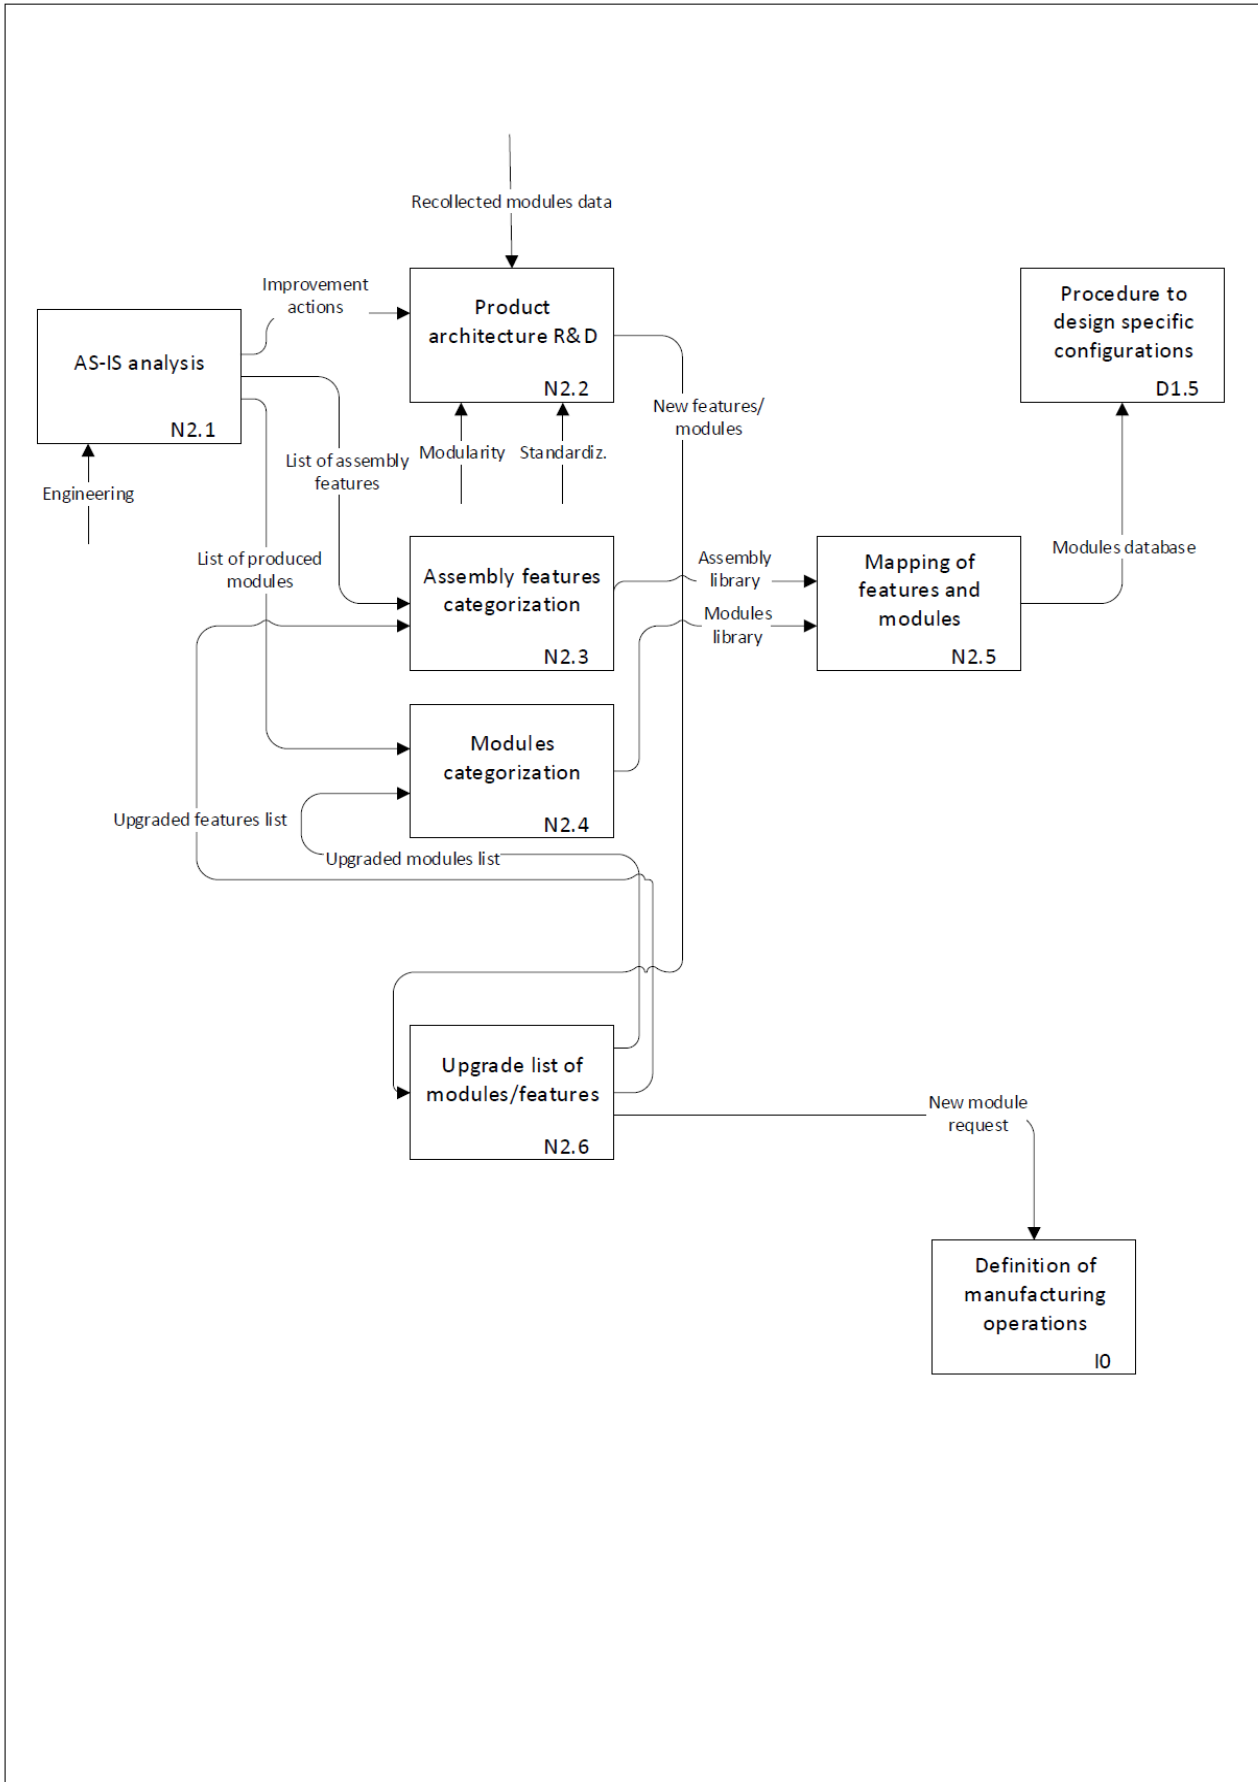 Recollected modules data
Improvement
actions
Product
architecture R&D
N2.2
Procedure to
design specific
configurations
D1.5
AS-IS analysis
N2.1
New features/
modules
List of assembly
features
Modularity
Standardiz.
Engineering
List of produced
modules
Assembly features
categorization
N2.3
Assembly
library
Modules
library
Mapping of
features and
modules
N2.5
Modules database
Modules
categorization
N2.4
Upgraded features list
Upgraded modules list
Upgrade list of
modules/features
N2.6
New module
request
Definition of
manufacturing
operations
I0